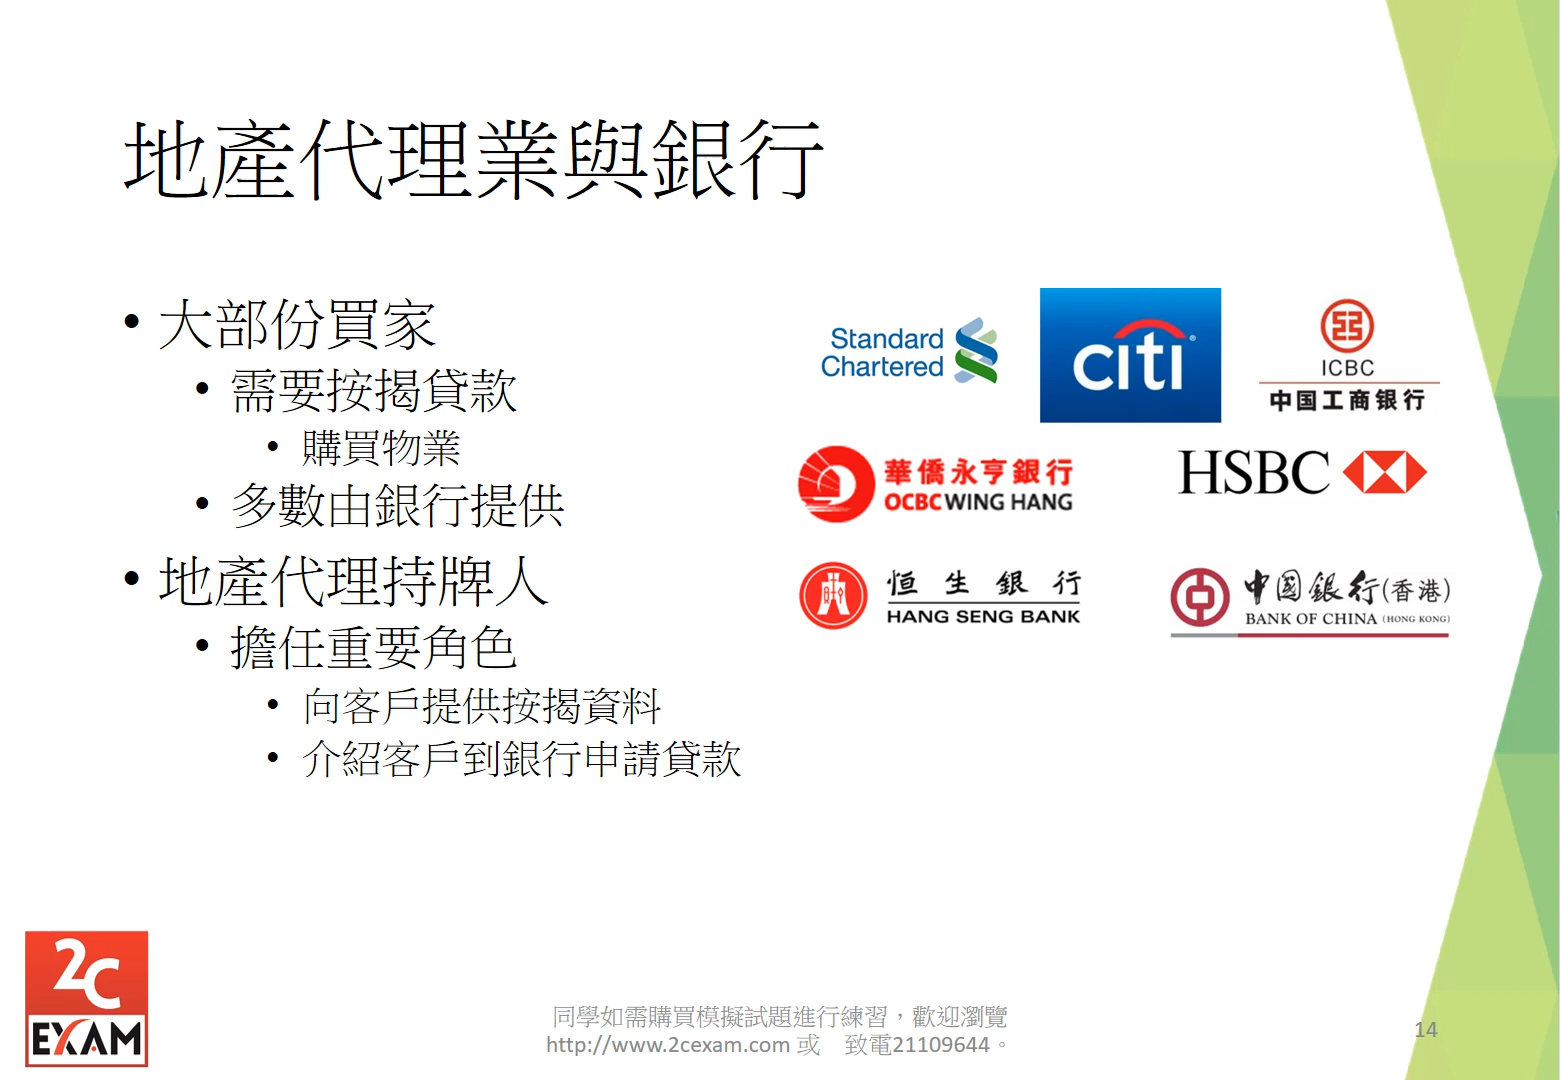 地產代理業與銀行
• 大部份買家
• 需要按揭貸款
• 購買物業
• 多數由銀行提供
• 地產代理持牌人
• 擔任重要角色
• 向客戶提供按揭資料
• 介紹客戶到銀行申請貸款
Standard
Chartered
citi
ICBC
中国工商银行
華僑永亨銀行
OCBC WING HANG
HSBC
恒生銀行
HANG SENG BANK
中國銀行(香港)
BANK OF CHINA (HONG KONG)
2C
EXAM
同學如需購買模擬試題進行練習，歡迎瀏覽
http://www.2cexam.com 或　致電21109644。
14